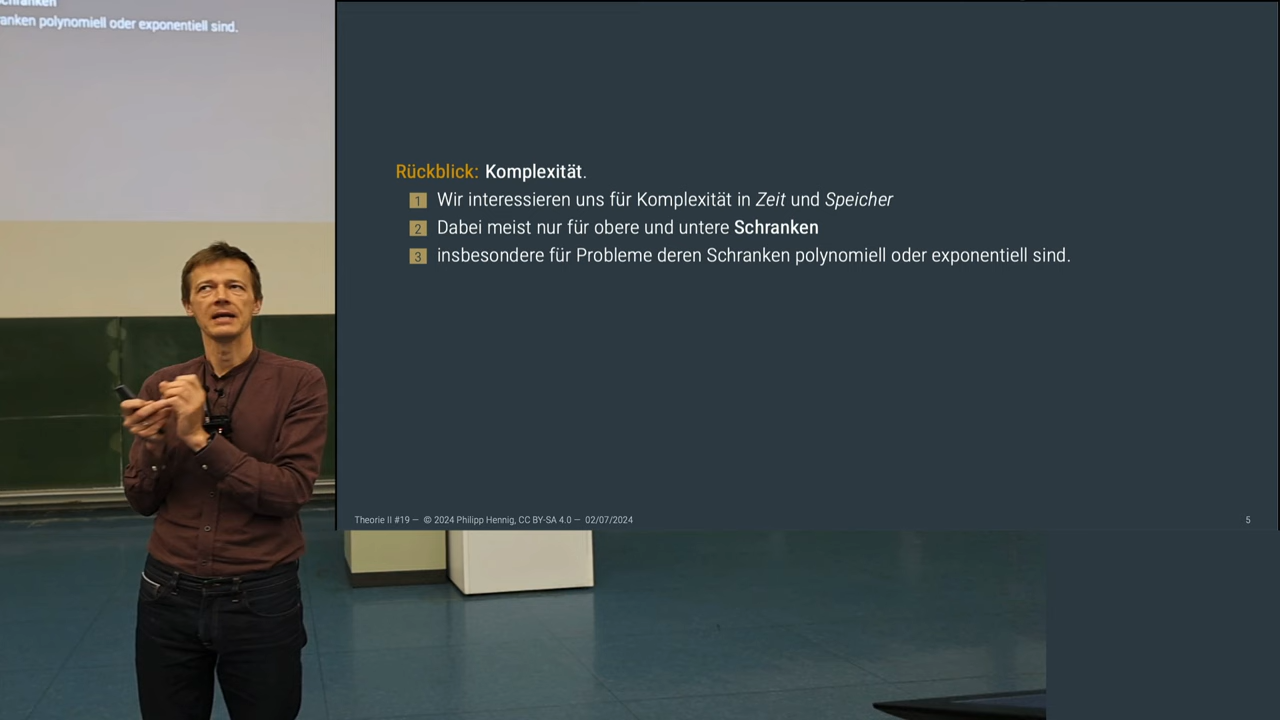 Schranken
anken polynomiell oder exponentiell sind.
Rückblick: Komplexität.
1 Wir interessieren uns für Komplexität in Zeit und Speicher
2 Dabei meist nur für obere und untere Schranken
3 insbesondere für Probleme deren Schranken polynomiell oder exponentiell sind.
Theorie II #19 — © 2024 Philipp Hennig, CC BY-SA 4.0 — 02/07/2024
5